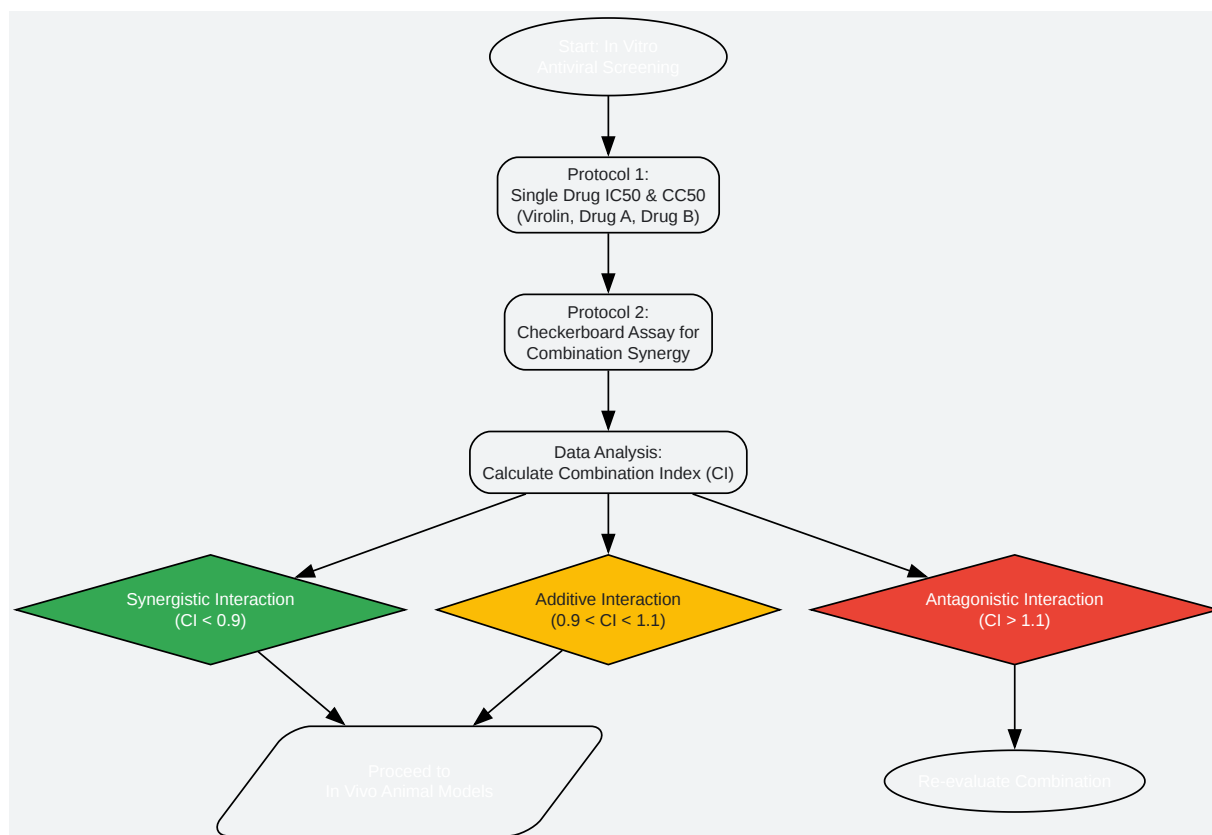 Start: In Vitro
Antiviral Screening
Protocol 1:
Single Drug IC50 & CC50
(Virolin, Drug A, Drug B)
Protocol 2:
Checkerboard Assay for
Combination Synergy
Data Analysis:
Calculate Combination Index (CI)
Synergistic Interaction
(CI < 0.9)
Additive Interaction
(0.9 < CI < 1.1)
Antagonistic Interaction
(CI > 1.1)
Proceed to
In Vivo Animal Models
Re-evaluate Combination